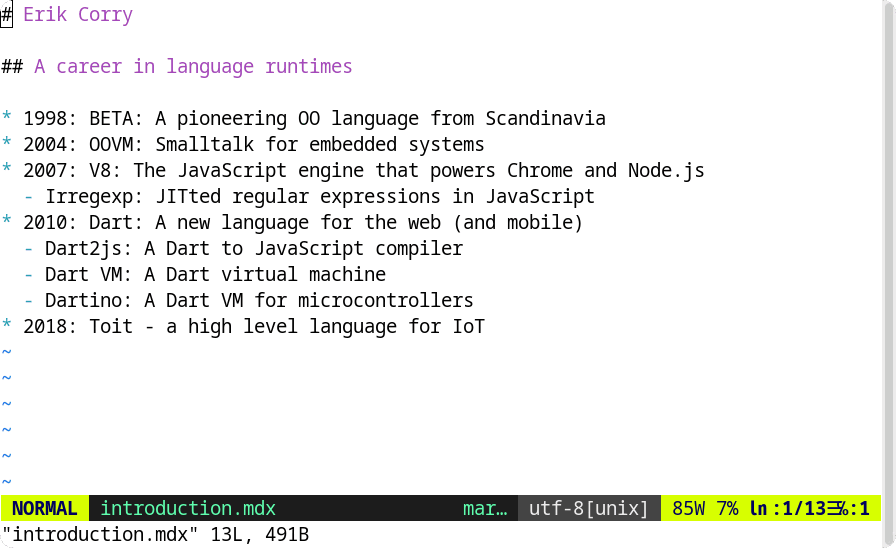 # Erik Corry
## A career in language runtimes
* 1998: BETA: A pioneering OO language from Scandinavia
* 2004: OOVM: Smalltalk for embedded systems
* 2007: V8: The JavaScript engine that powers Chrome and Node.js
- Irregexp: JITted regular expressions in JavaScript
* 2010: Dart: A new language for the web (and mobile)
- Dart2js: A Dart to JavaScript compiler
- Dart VM: A Dart virtual machine
- Dartino: A Dart VM for microcontrollers
* 2018: Toit - a high level language for IoT
~
~
~
~
~
~
NORMAL introduction.mdx mar… utf-8[unix] 85W 7% ln :1/13☰℅:1
"introduction.mdx" 13L, 491B